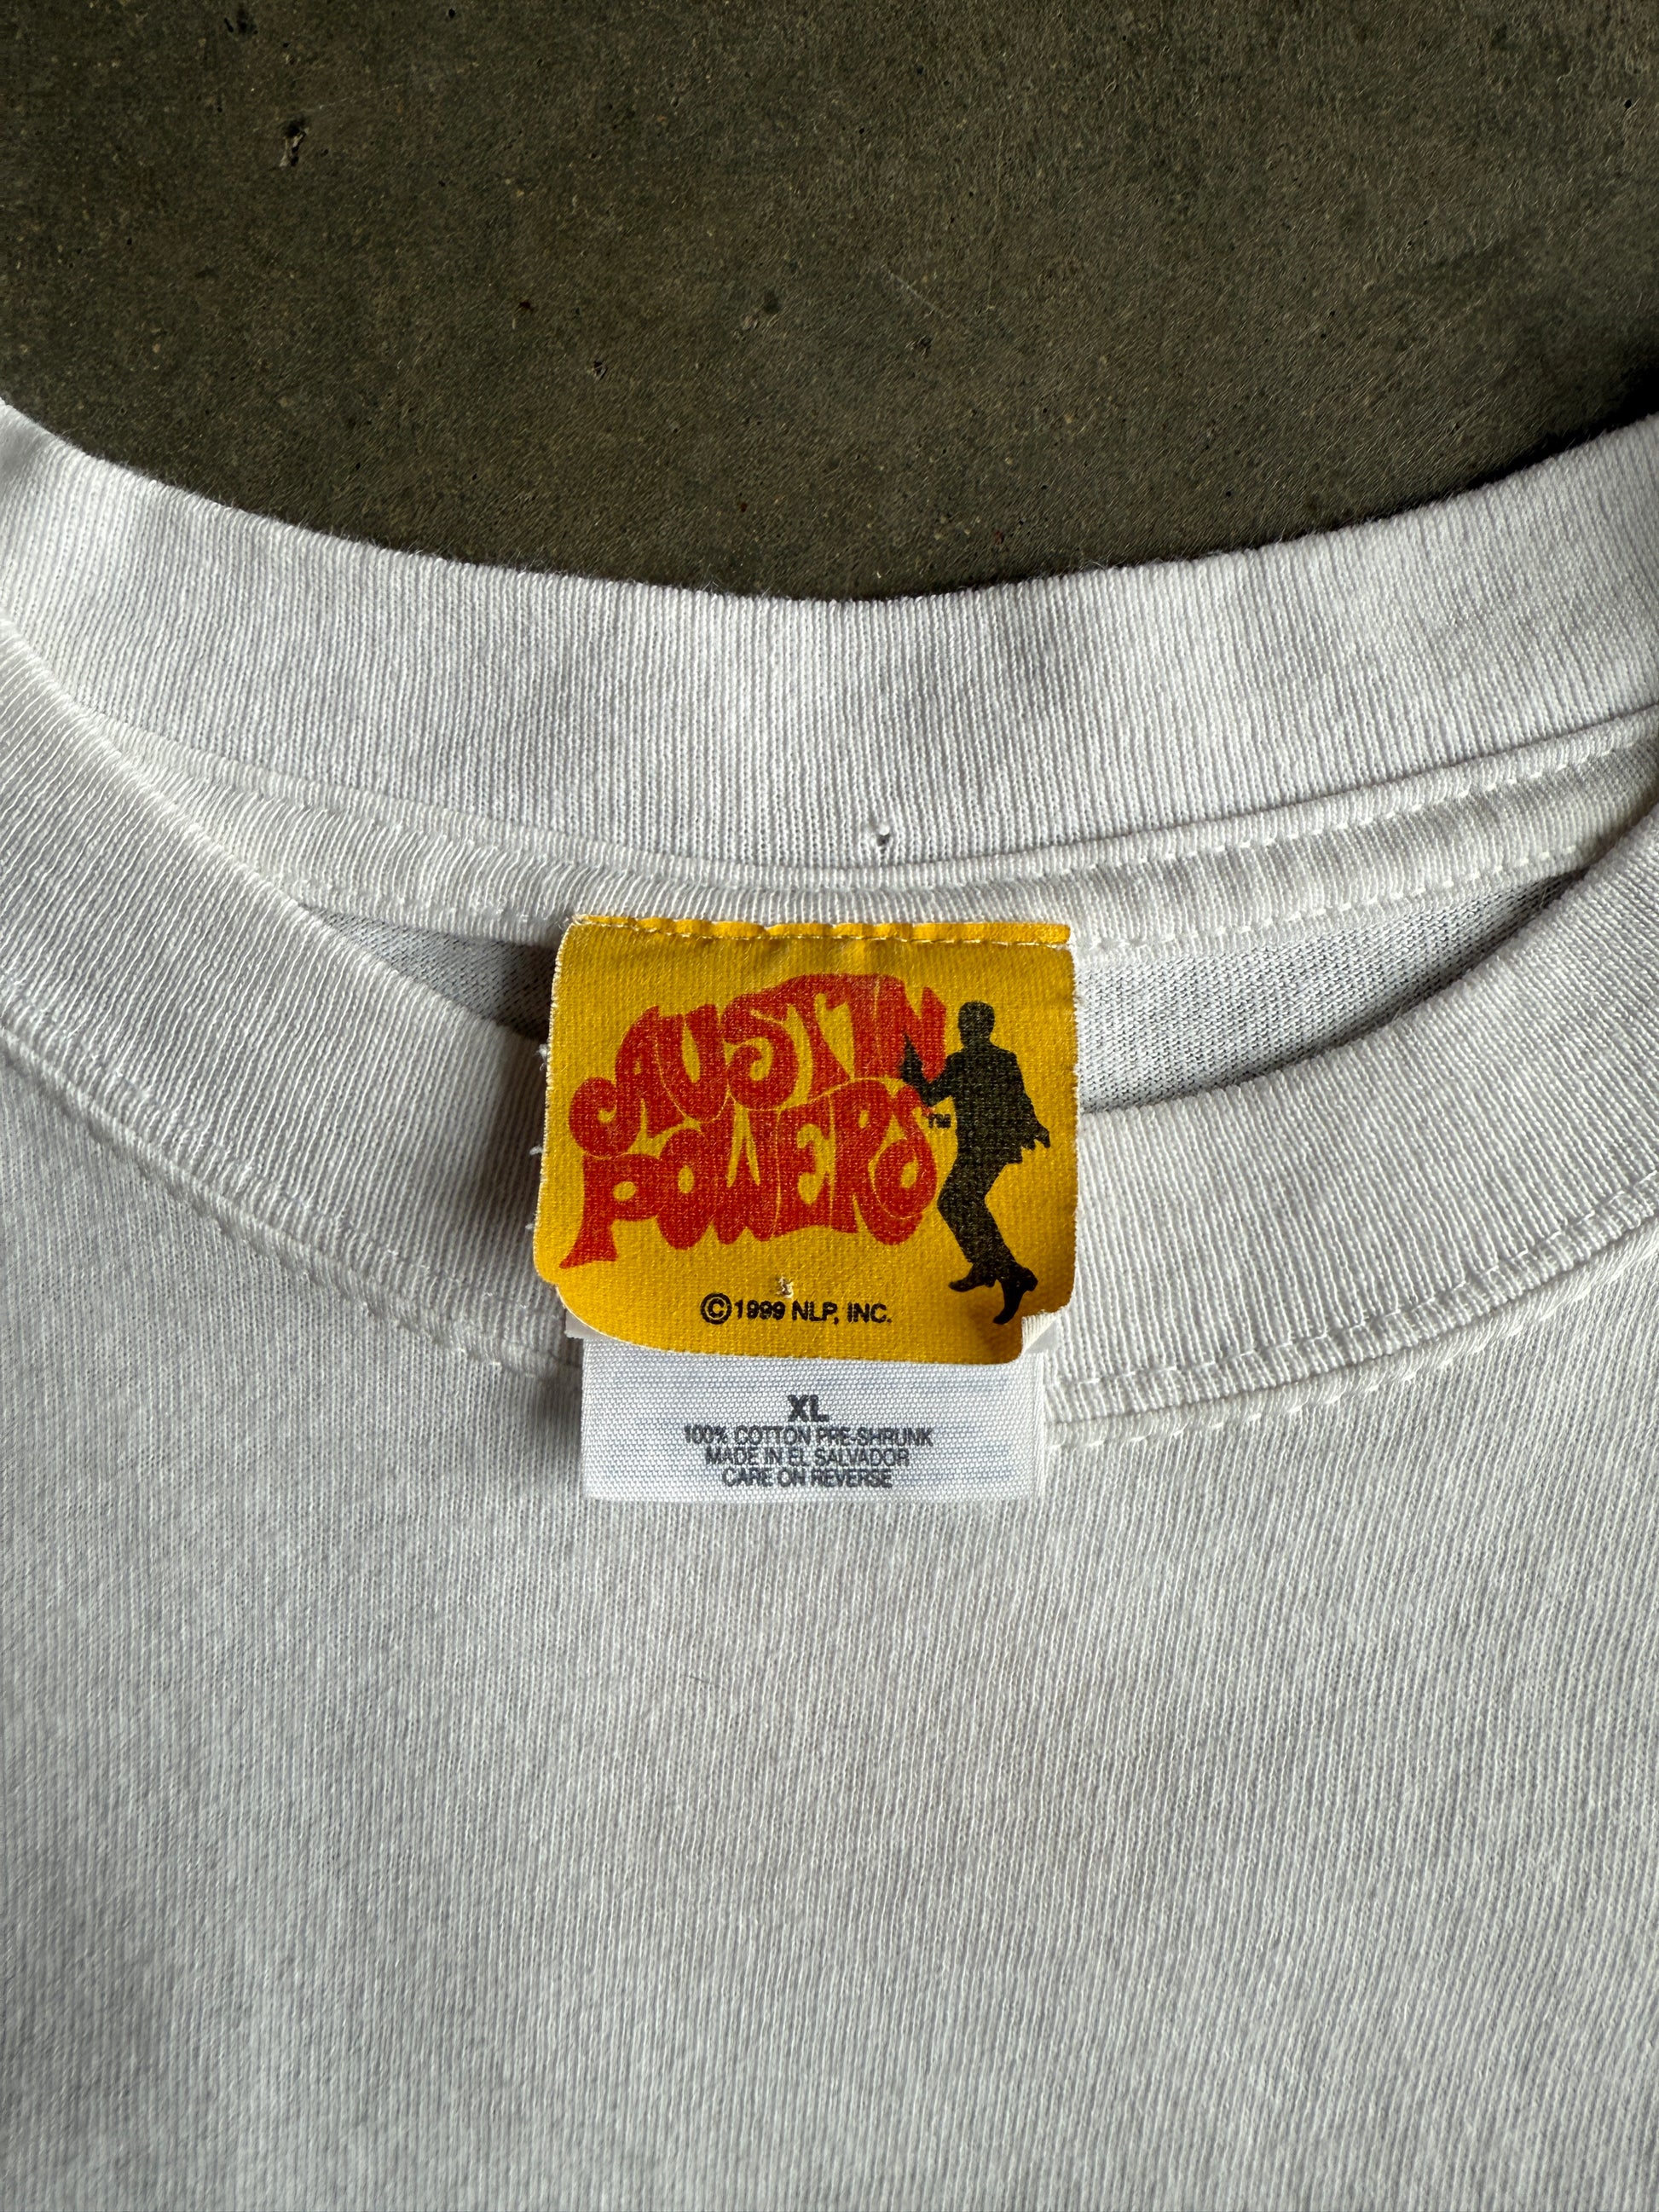 AUSTIN
POWERS™
©1999 NLP, INC.
XL
100% COTTON PRE-SHRUNK
MADE IN EL SALVADOR
CARE ON REVERSE